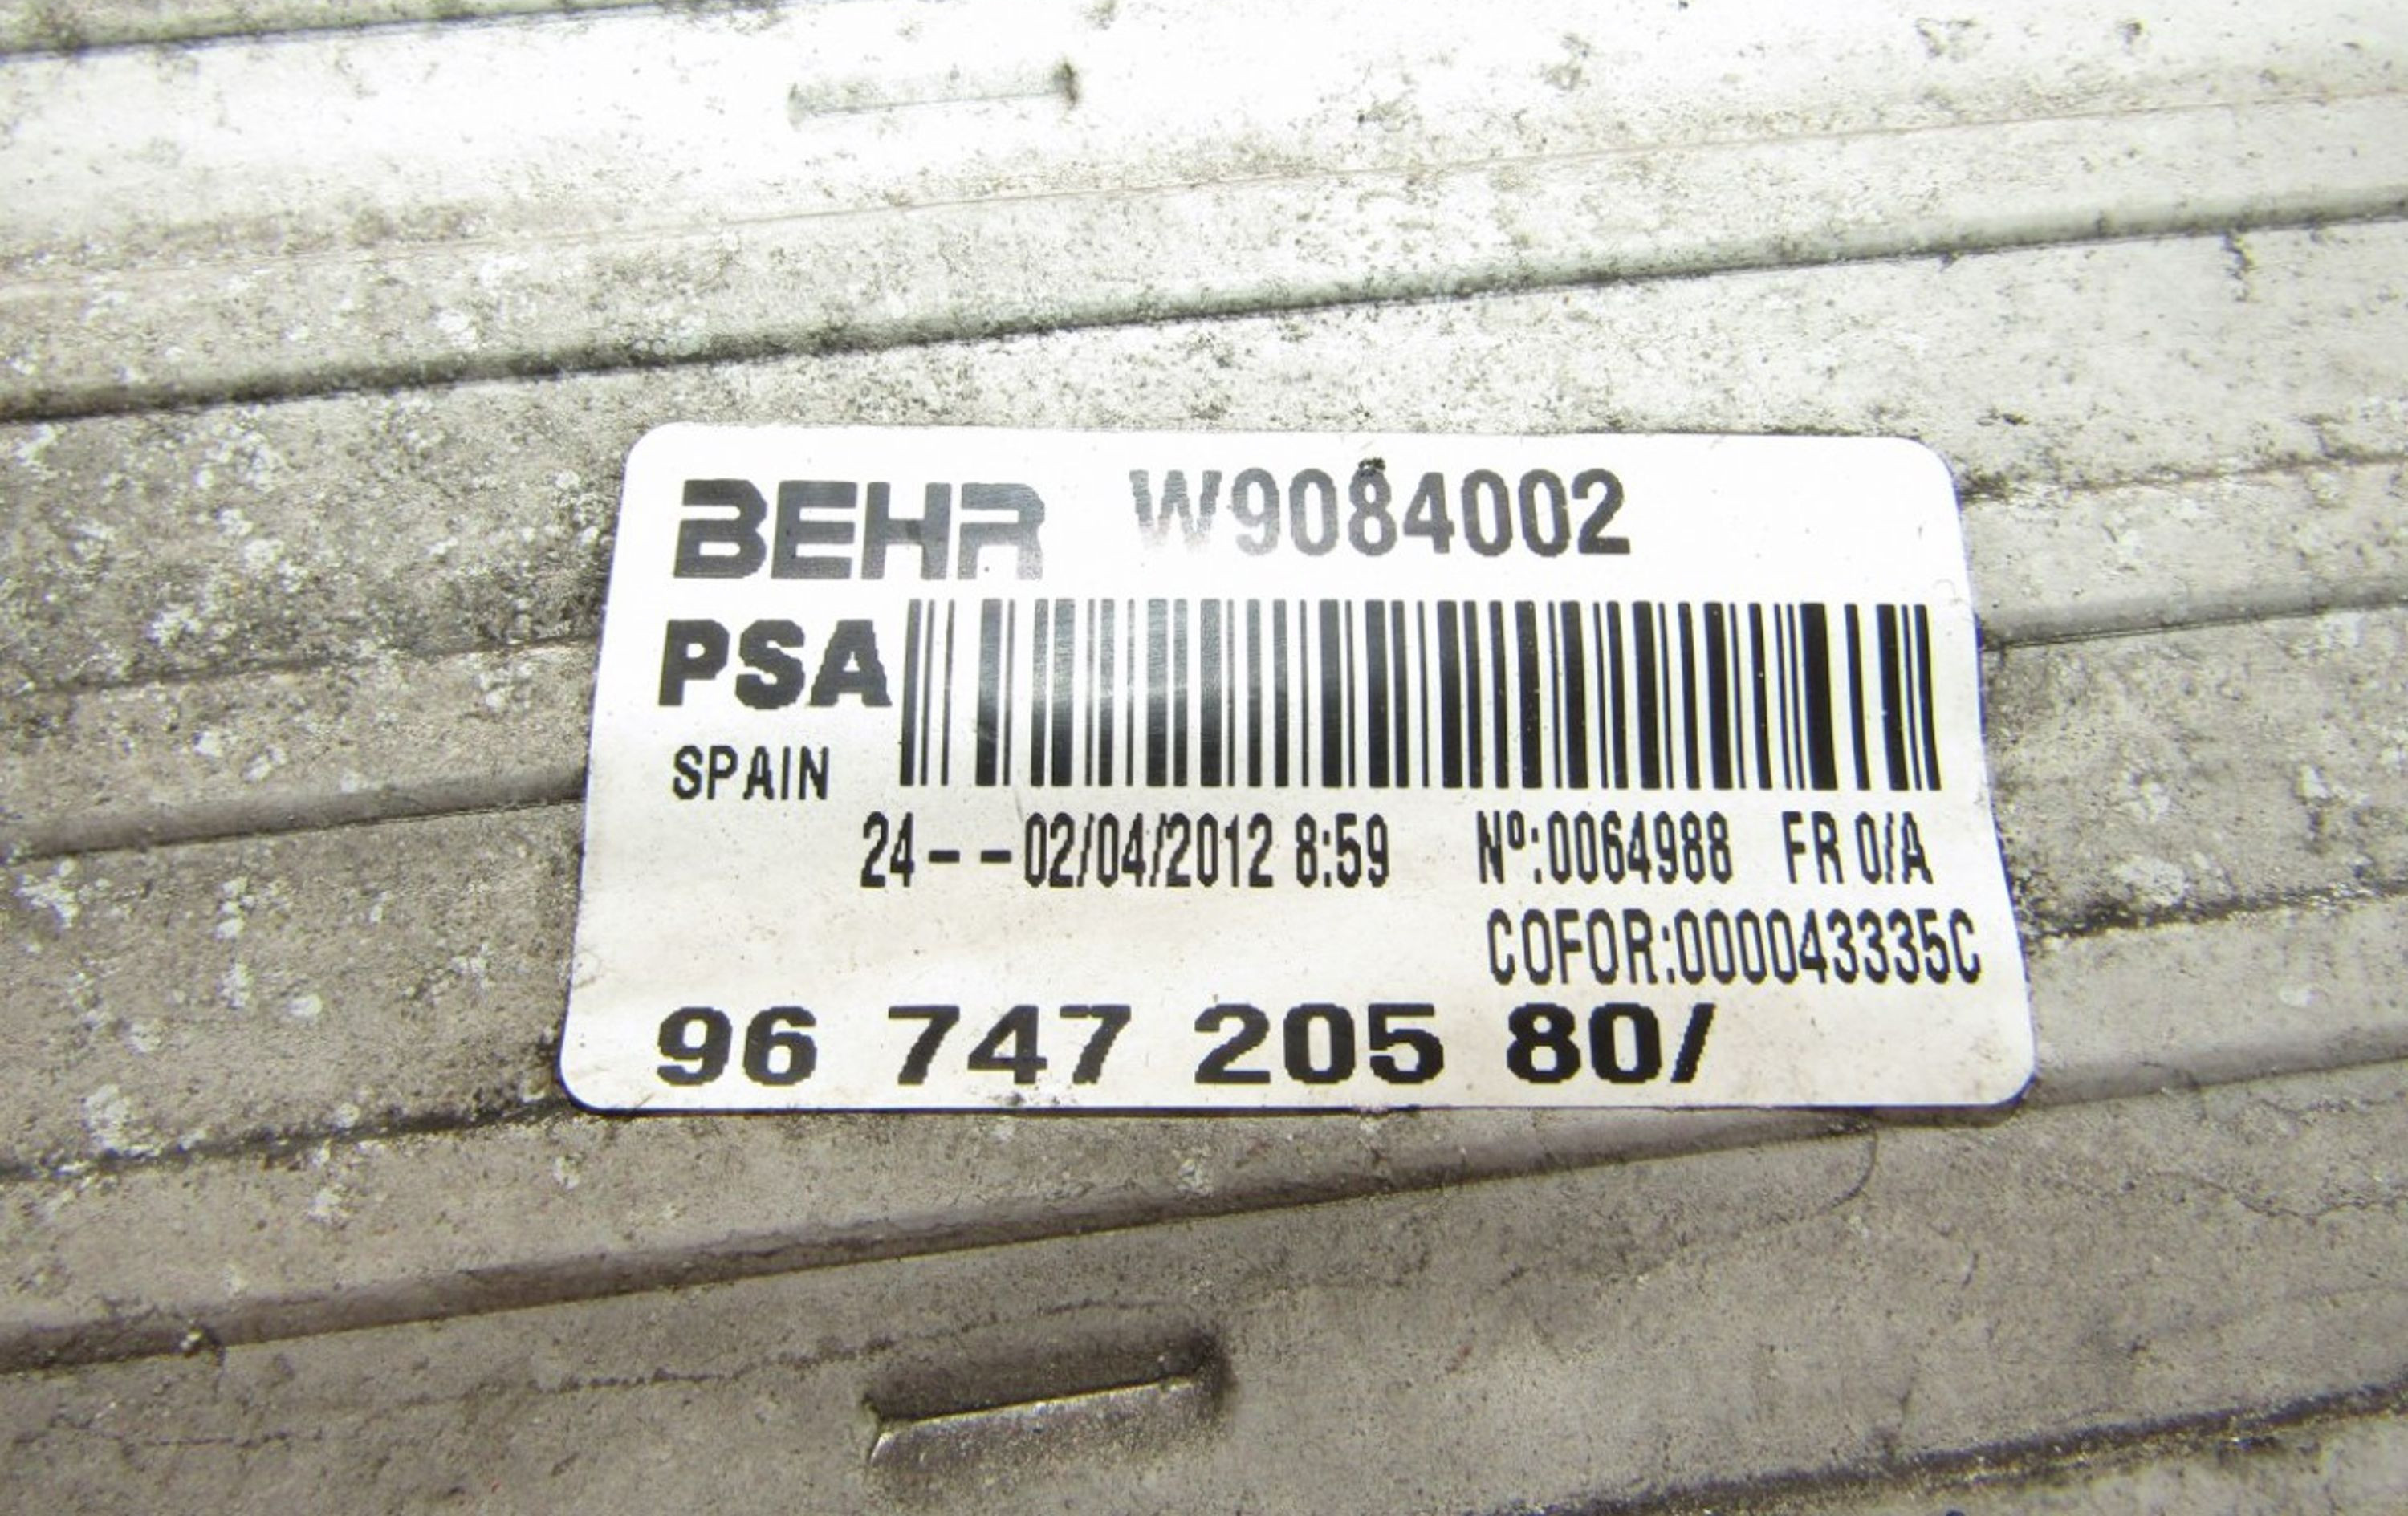 BEHR W9084002
PSA
SPAIN
24- -02/04/2012 8:59 Nº:0064988 FR 0/A
COFOR:000043335C
96 747 205 80/